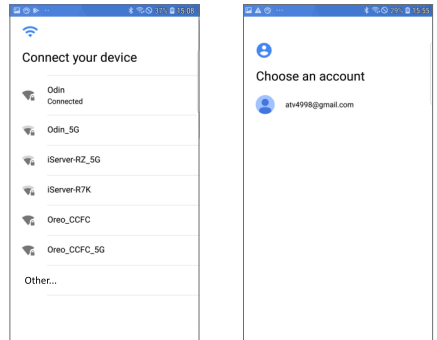 37% 15:08
Connect your device
Odin
Connected
Odin_5G
iServer-RZ_5G
iServer-R7K
Oreo_CCFC
Oreo_CCFC_5G
Other...
29% 15:55
Choose an account
atv4998@gmail.com